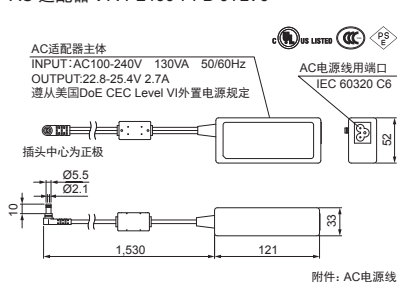 c UL US LISTED CCC PSE
AC适配器主体
INPUT:AC100-240V 130VA 50/60Hz
OUTPUT:22.8-25.4V 2.7A
遵从美国DoE CEC Level VI外置电源规定
AC电源线用端口
IEC 60320 C6
插头中心为正极
52
Ø5.5
Ø2.1
10
33
1,530
121
附件: AC电源线